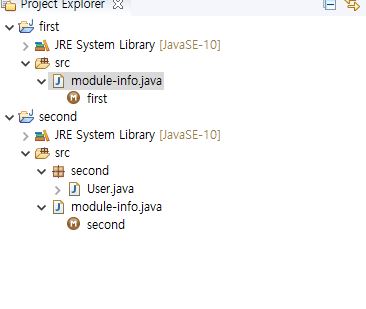 Project Explorer
first
JRE System Library [JavaSE-10]
src
module-info.java
first
second
JRE System Library [JavaSE-10]
src
second
User.java
module-info.java
second